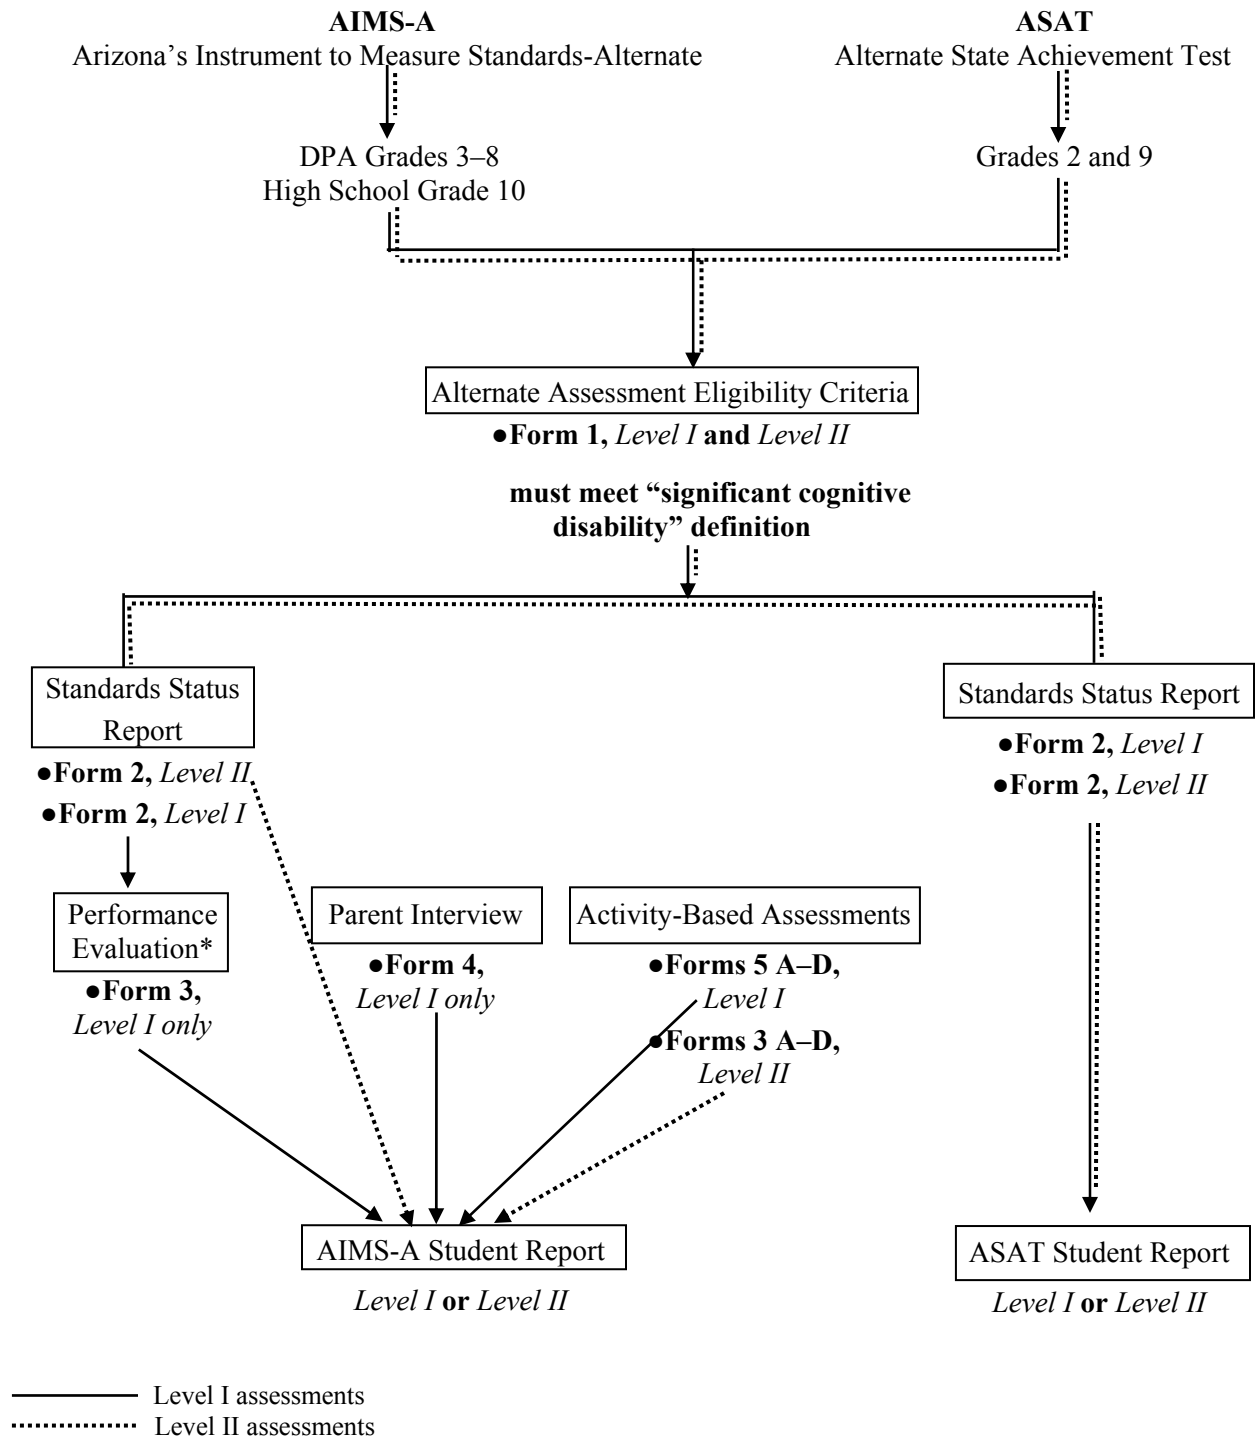 AIMS-A
Arizona’s Instrument to Measure Standards-Alternate
ASAT
Alternate State Achievement Test
DPA Grades 3–8
High School Grade 10
Grades 2 and 9
Alternate Assessment Eligibility Criteria
●Form 1, Level I and Level II
must meet “significant cognitive
disability” definition
Standards Status
Report
●Form 2, Level II
●Form 2, Level I
Standards Status Report
●Form 2, Level I
●Form 2, Level II
Performance
Evaluation*
●Form 3,
Level I only
Parent Interview
●Form 4,
Level I only
Activity-Based Assessments
●Forms 5 A–D,
Level I
●Forms 3 A–D,
Level II
AIMS-A Student Report
Level I or Level II
ASAT Student Report
Level I or Level II
Level I assessments
Level II assessments